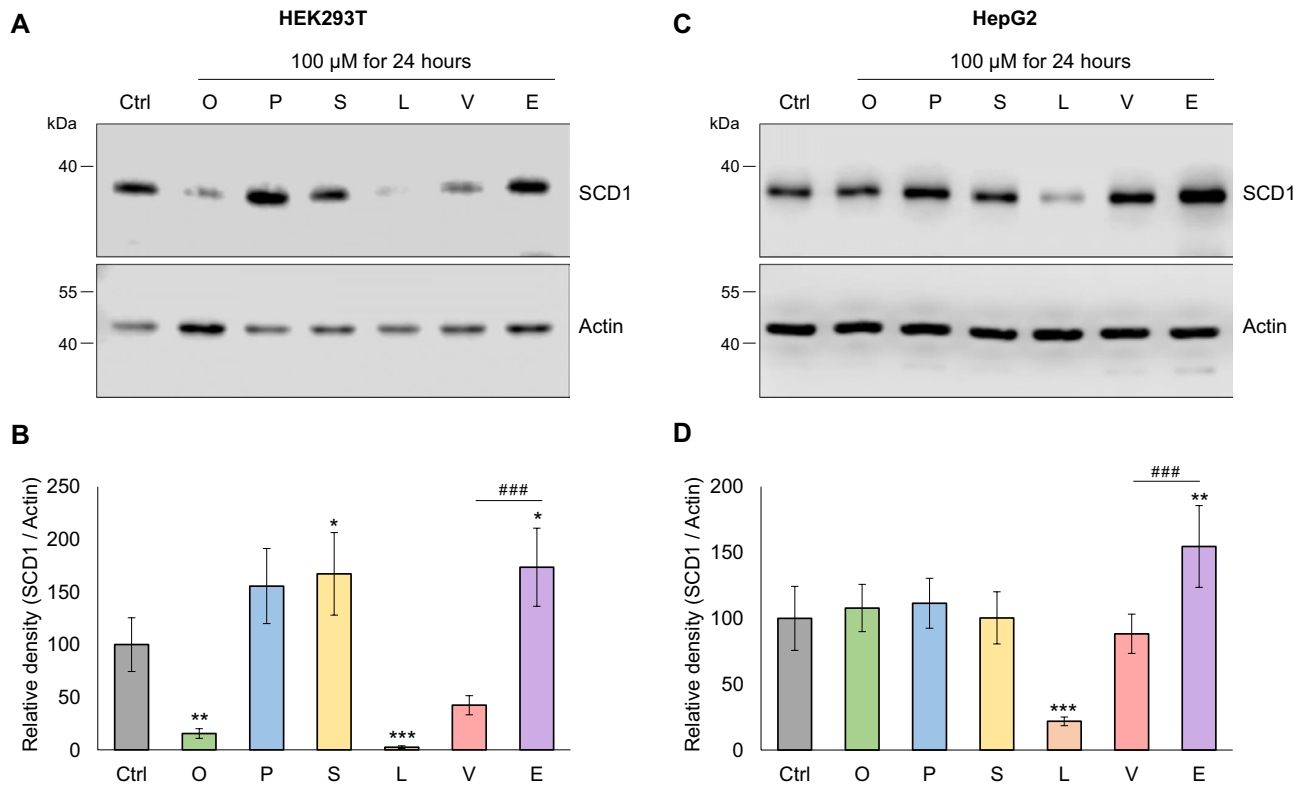 A
HEK293T
100 µM for 24 hours
Ctrl O P S L V E
kDa
40
SCD1
55
Actin
40
B
Relative density (SCD1 / Actin)
250
200
150
100
50
0
###
**
*
***
*
Ctrl O P S L V E
C
HepG2
100 µM for 24 hours
Ctrl O P S L V E
kDa
40
SCD1
55
Actin
40
D
Relative density (SCD1 / Actin)
200
150
100
50
0
###
**
***
Ctrl O P S L V E